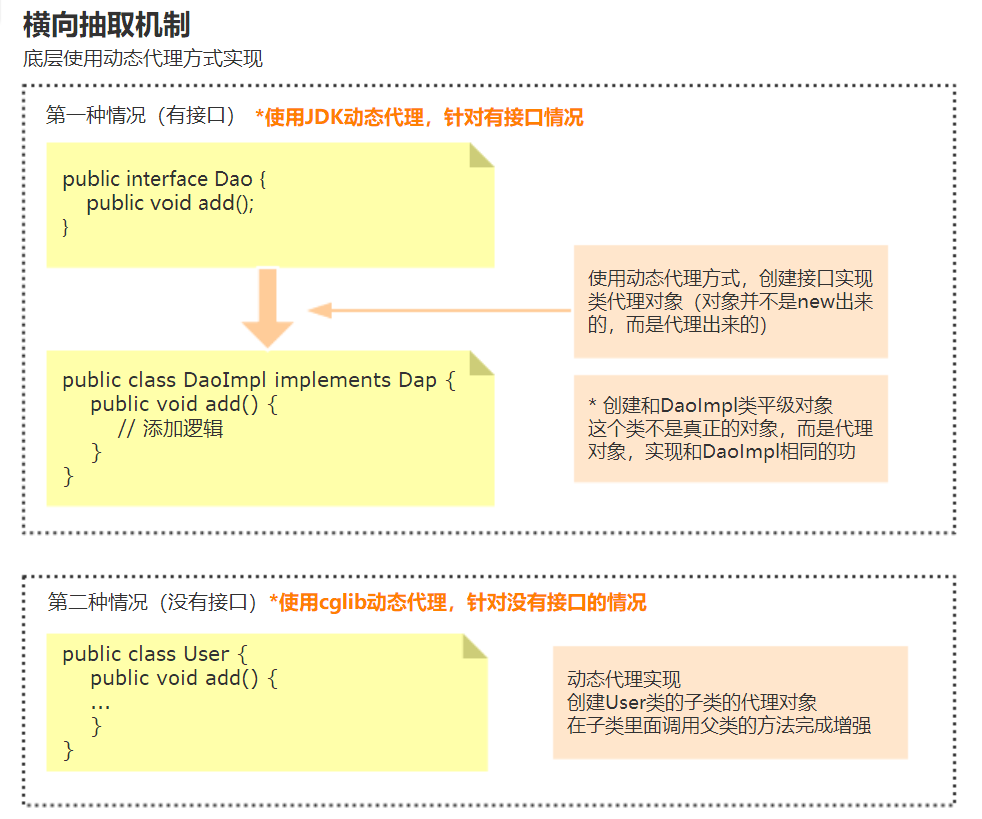 横向抽取机制
底层使用动态代理方式实现
第一种情况（有接口） *使用JDK动态代理，针对有接口情况
public interface Dao {
public void add();
}
使用动态代理方式，创建接口实现
类代理对象（对象并不是new出来
的，而是代理出来的）
public class DaoImpl implements Dap {
public void add() {
// 添加逻辑
}
}
* 创建和DaoImpl类平级对象
这个类不是真正的对象，而是代理
对象，实现和DaoImpl相同的功
第二种情况（没有接口） *使用cglib动态代理，针对没有接口的情况
public class User {
public void add() {
...
}
}
动态代理实现
创建User类的子类的代理对象
在子类里面调用父类的方法完成增强